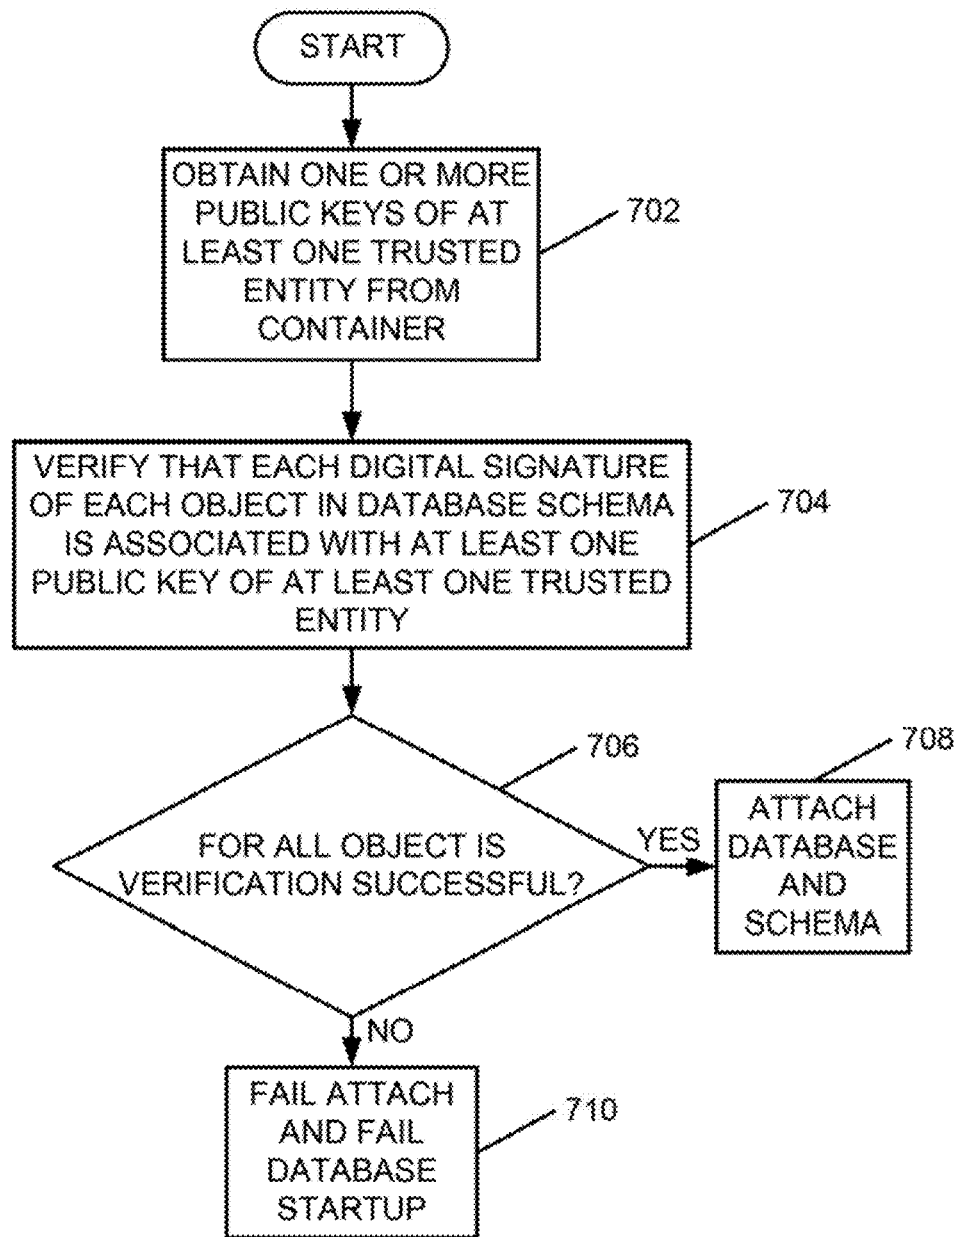 START
OBTAIN ONE OR MORE
PUBLIC KEYS OF AT
LEAST ONE TRUSTED
ENTITY FROM
CONTAINER
702
VERIFY THAT EACH DIGITAL SIGNATURE
OF EACH OBJECT IN DATABASE SCHEMA
IS ASSOCIATED WITH AT LEAST ONE
PUBLIC KEY OF AT LEAST ONE TRUSTED
ENTITY
704
706
FOR ALL OBJECT IS
VERIFICATION SUCCESSFUL?
YES
708
ATTACH
DATABASE
AND
SCHEMA
NO
FAIL ATTACH
AND FAIL
DATABASE
STARTUP
710